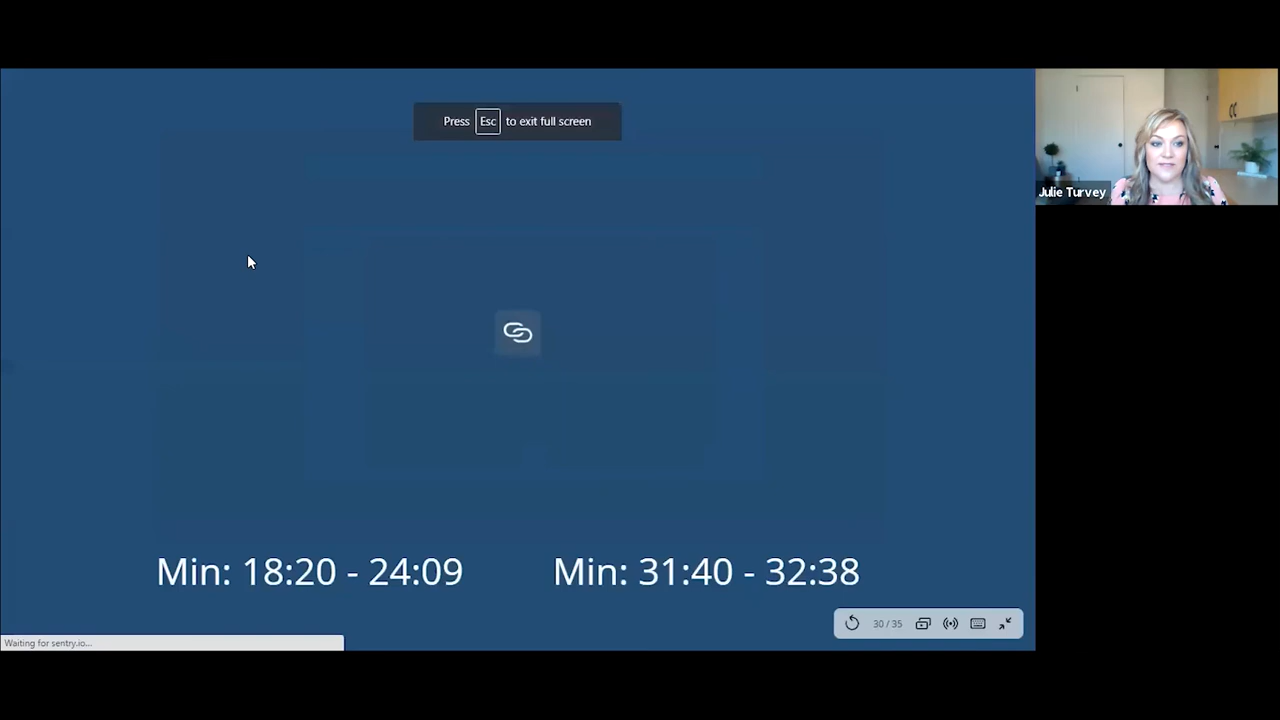 Press Esc to exit full screen
Julie Turvey
Min: 18:20 - 24:09 Min: 31:40 - 32:38
30 / 35
Waiting for sentry.io...